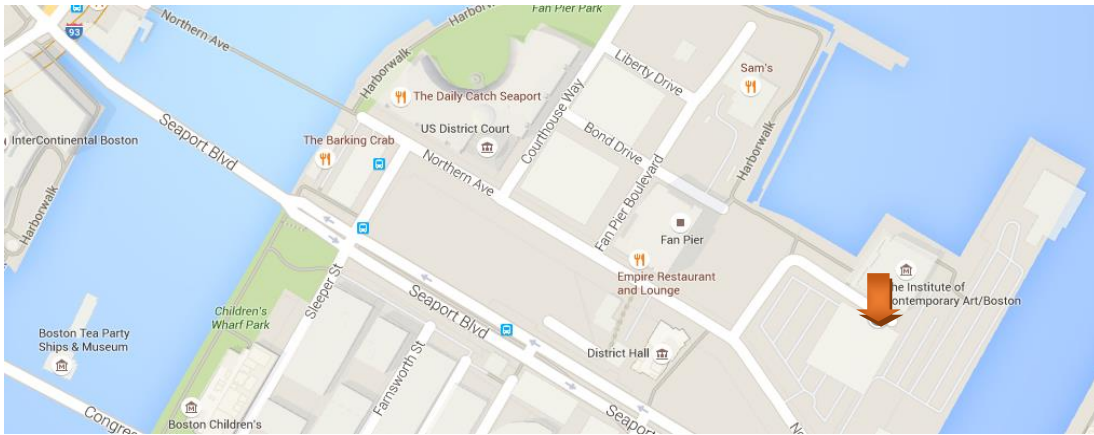 Northern Ave
Harborwalk
Fan Pier Park
93
Harborwalk
The Daily Catch Seaport
US District Court
The Barking Crab
InterContinental Boston
Seaport Blvd
Liberty Drive
Sam's
Courthouse Way
Bond Drive
Harborwalk
Northern Ave
Harborwalk
Fan Pier Boulevard
Fan Pier
Empire Restaurant
and Lounge
Institute of
Contemporary Art/Boston
Sleeper St
Children's
Wharf Park
Seaport Blvd
Boston Tea Party
Ships & Museum
Farnsworth St
District Hall
Boston Children's
Seaport